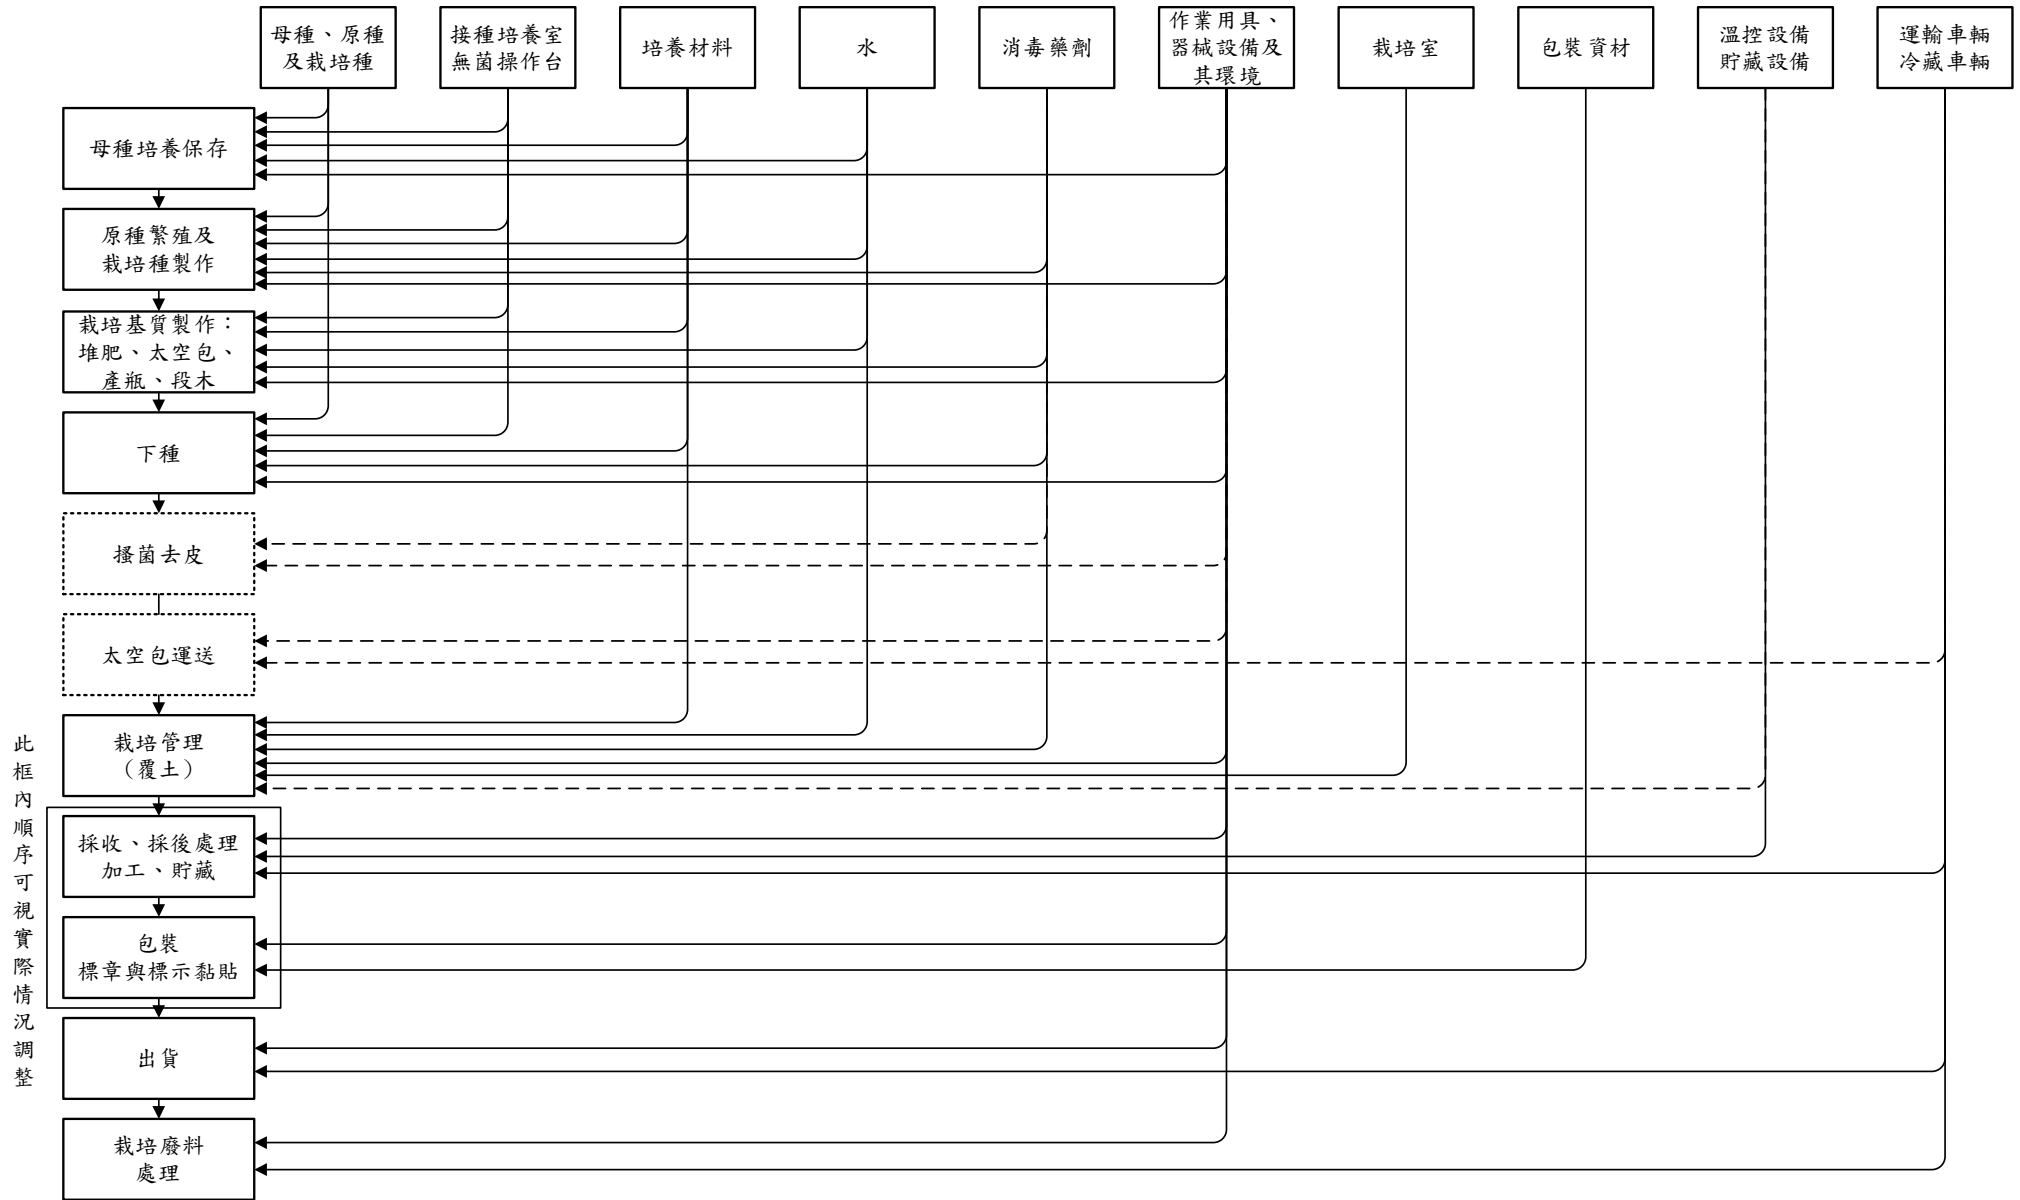 母種、原種
及栽培種
接種培養室
無菌操作台
培養材料
水
消毒藥劑
作業用具、
器械設備及
其環境
栽培室
包裝資材
溫控設備
貯藏設備
運輸車輛
冷藏車輛
母種培養保存
原種繁殖及
栽培種製作
栽培基質製作：
堆肥、太空包、
產瓶、段木
下種
搔菌去皮
太空包運送
栽培管理
（覆土）
此框內順序可視實際情況調整
採收、採後處理
加工、貯藏
包裝
標章與標示黏貼
出貨
栽培廢料
處理